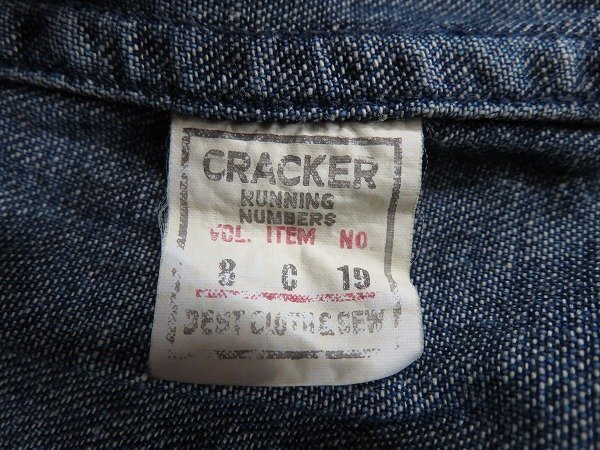 CRACKER
RUNNING
NUMBERS
VOL. ITEM NO.
8 C 19
BEST CLOTH & SEW